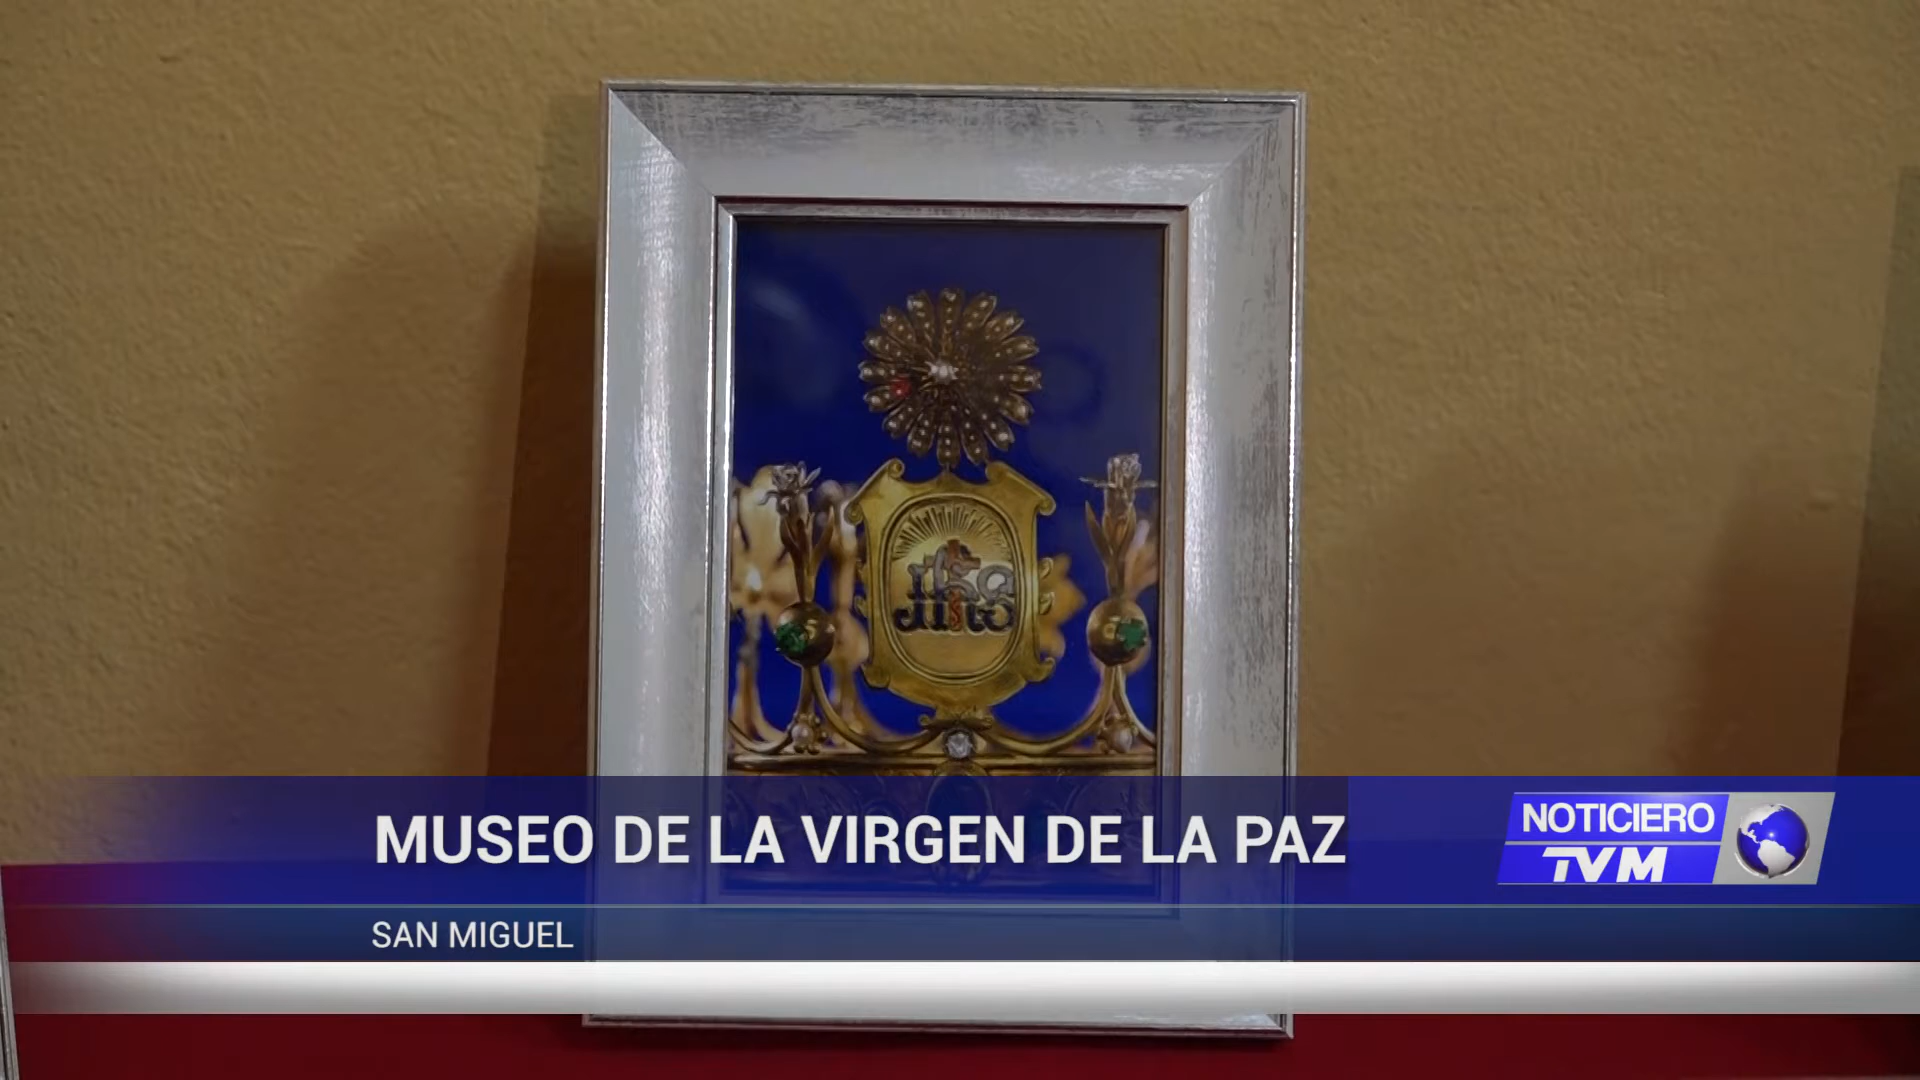 MUSEO DE LA VIRGEN DE LA PAZ
NOTICIERO
TVM
SAN MIGUEL